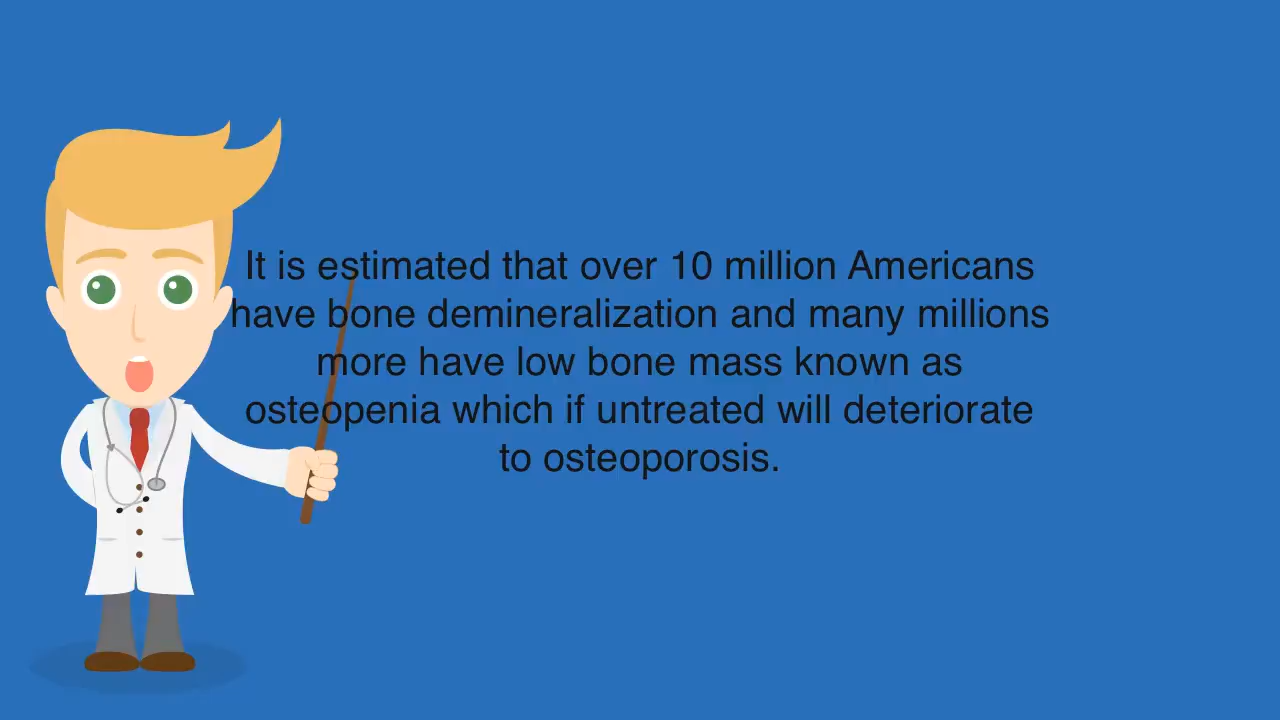 It is estimated that over 10 million Americans
have bone demineralization and many millions
more have low bone mass known as
osteopenia which if untreated will deteriorate
to osteoporosis.